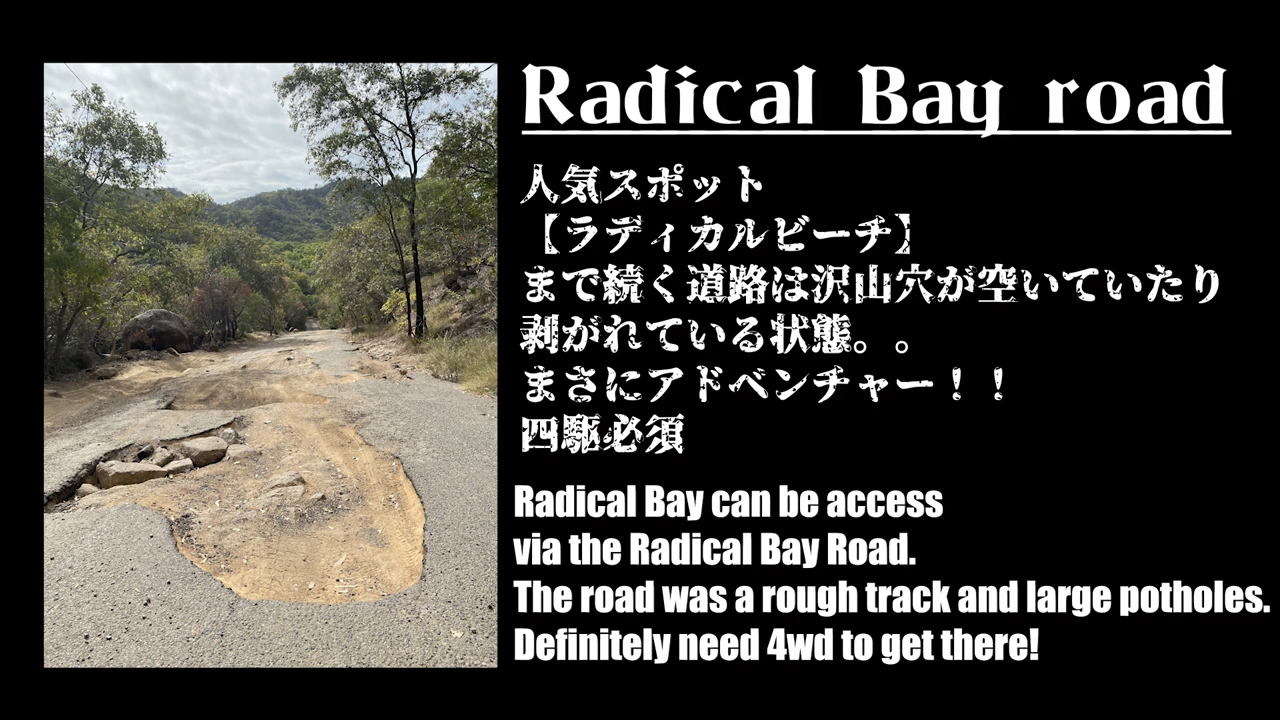 Radical Bay road
人気スポット
【ラディカルビーチ】
まで続く道路は沢山穴が空いていたり
剥がれている状態。。
まさにアドベンチャー！！
四駆必須
Radical Bay can be access
via the Radical Bay Road.
The road was a rough track and large potholes.
Definitely need 4wd to get there!